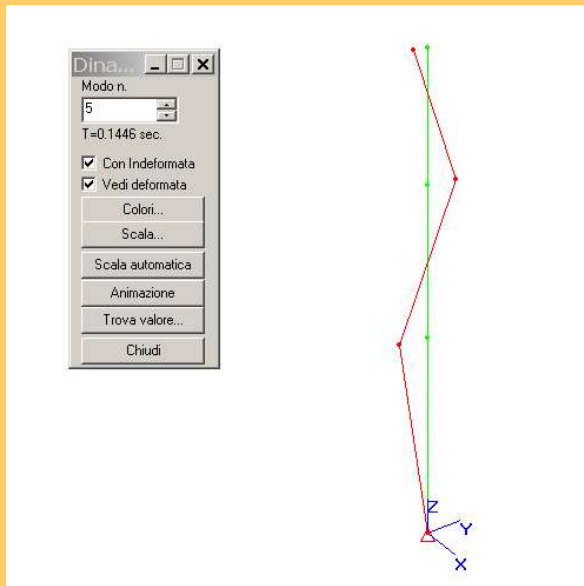 Dina...
Modo n.
5
T=0.1446 sec.
Con Indeformata
Vedi deformata
Colori...
Scala...
Scala automatica
Animazione
Trova valore...
Chiudi
Z
Y
X